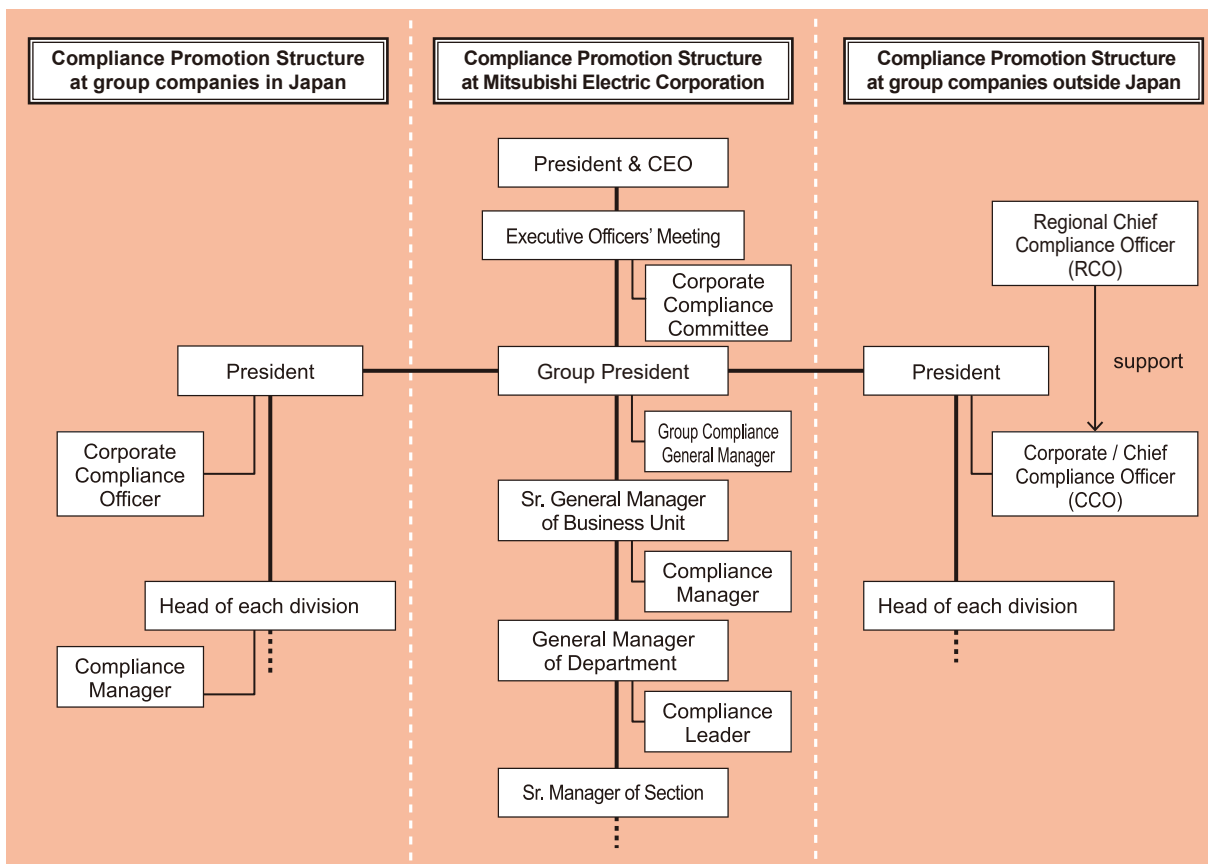 Compliance Promotion Structure
at group companies in Japan
Compliance Promotion Structure
at Mitsubishi Electric Corporation
Compliance Promotion Structure
at group companies outside Japan
President & CEO
Executive Officers’ Meeting
Corporate
Compliance
Committee
Regional Chief
Compliance Officer
(RCO)
President
Group President
President
support
Corporate
Compliance
Officer
Group Compliance
General Manager
Corporate / Chief
Compliance Officer
(CCO)
Sr. General Manager
of Business Unit
Compliance
Manager
Head of each division
Head of each division
General Manager
of Department
Compliance
Manager
Compliance
Leader
Sr. Manager of Section